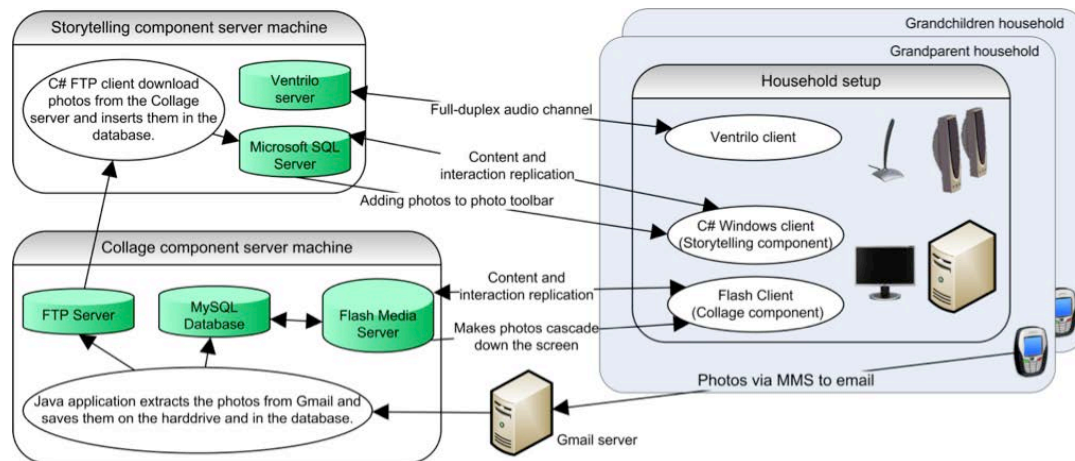 Storytelling component server machine
C# FTP client download
photos from the Collage
server and inserts them in the
database.
Ventrilo
server
Microsoft SQL
Server
Full-duplex audio channel
Content and
interaction replication
Adding photos to photo toolbar
Grandchildren household
Grandparent household
Household setup
Ventrilo client
C# Windows client
(Storytelling component)
Flash Client
(Collage component)
Collage component server machine
FTP Server
MySQL
Database
Flash Media
Server
Content and
interaction replication
Makes photos cascade
down the screen
Java application extracts the photos from Gmail and
saves them on the harddrive and in the database.
Photos via MMS to email
Gmail server